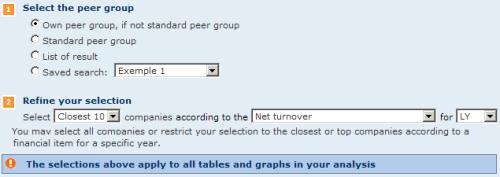 1 Select the peer group
Own peer group, if not standard peer group
Standard peer group
List of result
Saved search: Exemple 1
2 Refine your selection
Select Closest 10 companies according to the Net turnover for LY
You may select all companies or restrict your selection to the closest or top companies according to a
financial item for a specific year.
The selections above apply to all tables and graphs in your analysis